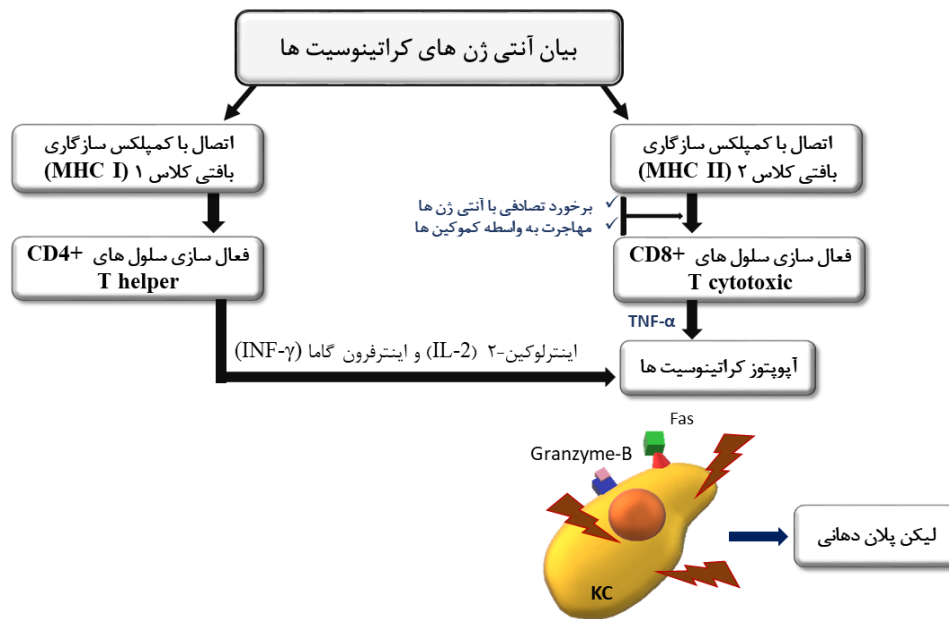 بیان آنتی ژن های کراتینوسیت ها
اتصال با کمپلکس سازگاری
بافتی کلاس ۲ (MHC II)
اتصال با کمپلکس سازگاری
بافتی کلاس ۱ (MHC I)
✓ برخورد تصادفی با آنتی ژن ها
✓ مهاجرت به واسطه کموکین ها
فعال سازی سلول های CD8+
T cytotoxic
فعال سازی سلول های CD4+
T helper
TNF-α
اینترلوکین-۲ (IL-2) و اینترفرون گاما (INF-γ)
آپوپتوز کراتینوسیت ها
Fas
Granzyme-B
KC
لیکن پلان دهانی